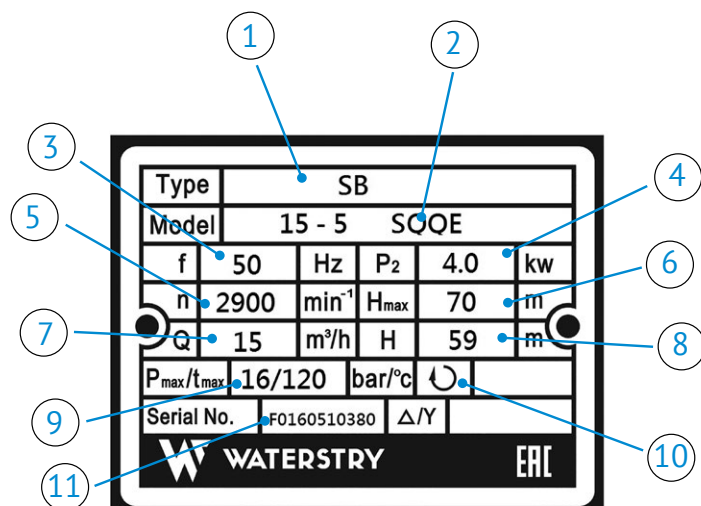 1
2
3
4
5
6
7
8
9
10
11
Type SB
Model 15 - 5 SQQE
f 50 Hz P2 4.0 kw
n 2900 min-1 Hmax 70 m
Q 15 m³/h H 59 m
Pmax/tmax 16/120 bar/°c
Serial No. F0160510380 △/Y
WATERSTRY EAC